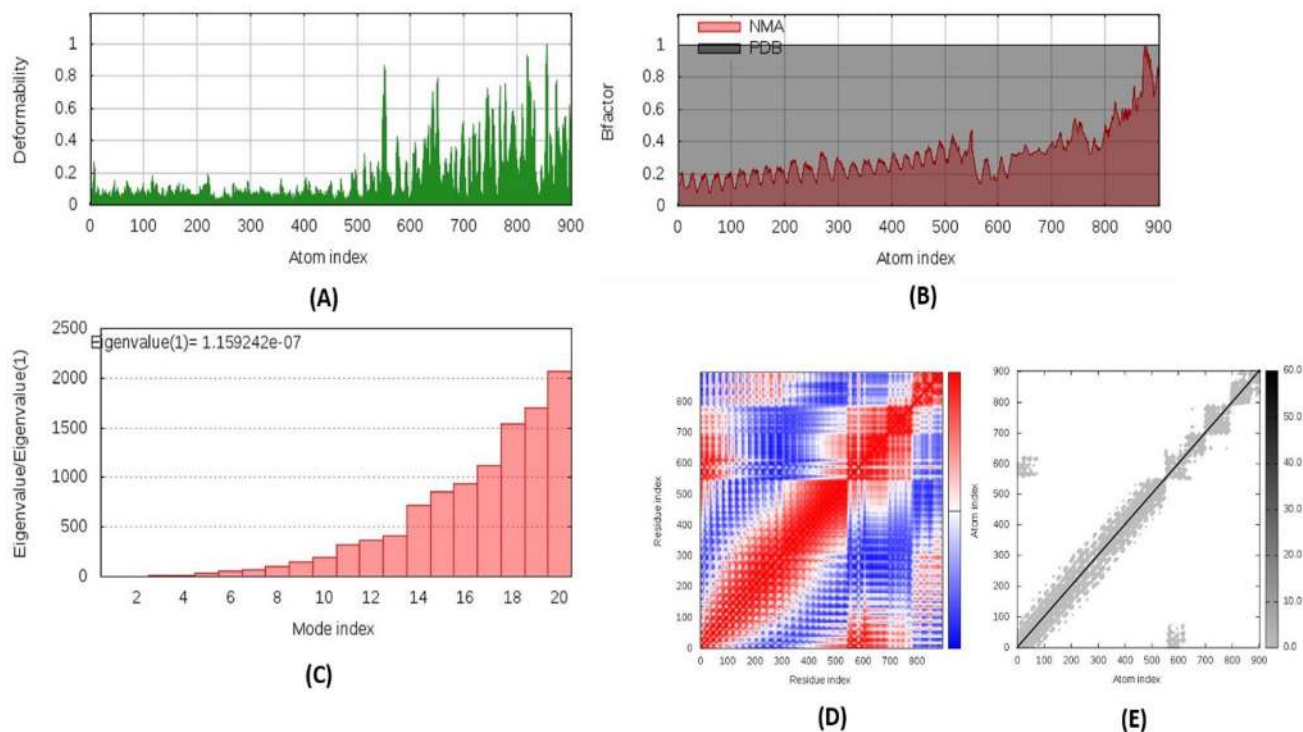 Deformability
1
0.8
0.6
0.4
0.2
0
0 100 200 300 400 500 600 700 800 900
Atom index
(A)
Bfactor
NMA
PDB
1
0.8
0.6
0.4
0.2
0
0 100 200 300 400 500 600 700 800 900
Atom index
(B)
Eigenvalue/Eigenvalue(1)
Eigenvalue(1)= 1.159242e-07
2500
2000
1500
1000
500
0
2 4 6 8 10 12 14 16 18 20
Mode index
(C)
Residue index
800
700
600
500
400
300
200
100
0
0 100 200 300 400 500 600 700 800
Residue index
(D)
Atom index
900
800
700
600
500
400
300
200
100
0
0 100 200 300 400 500 600 700 800 900
Atom index
60.0
50.0
40.0
30.0
20.0
10.0
0.0
(E)